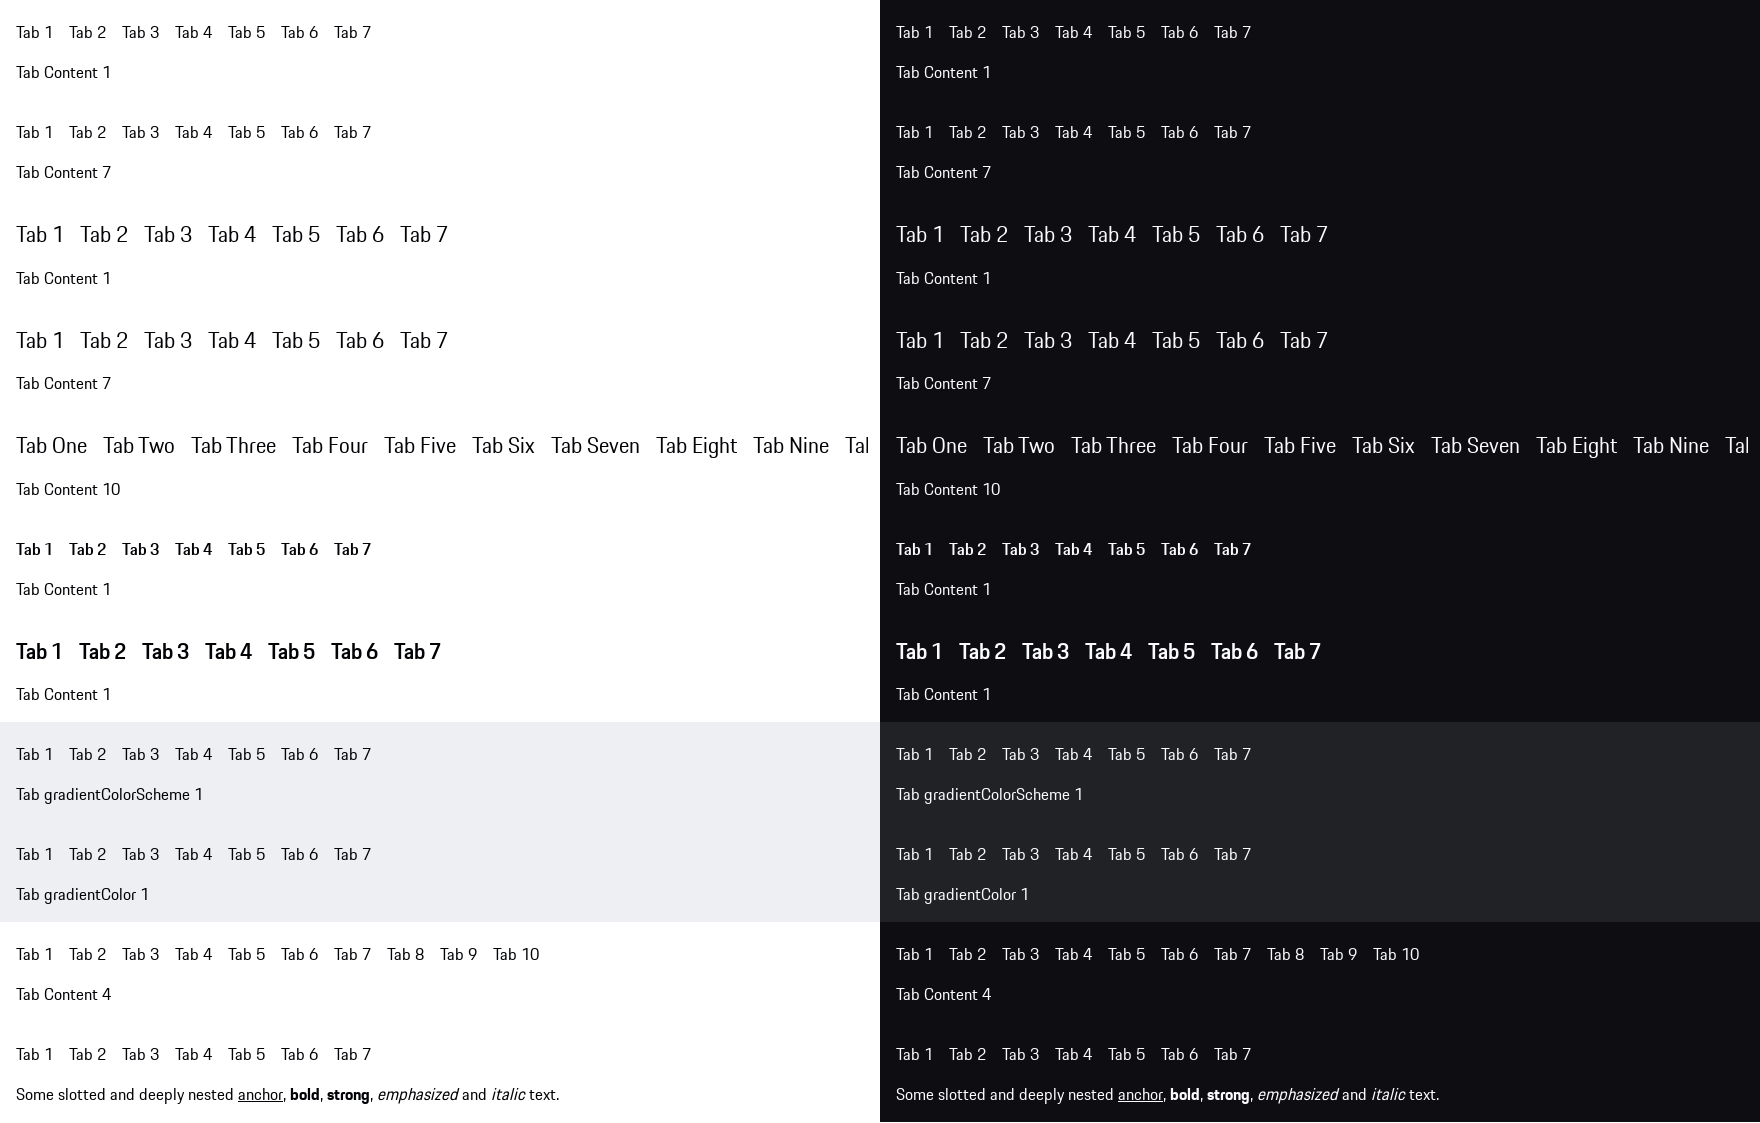 Tab 1 Tab 2 Tab 3 Tab 4 Tab 5 Tab 6 Tab 7
Tab Content 1
Tab 1 Tab 2 Tab 3 Tab 4 Tab 5 Tab 6 Tab 7
Tab Content 7
Tab 1 Tab 2 Tab 3 Tab 4 Tab 5 Tab 6 Tab 7
Tab Content 1
Tab 1 Tab 2 Tab 3 Tab 4 Tab 5 Tab 6 Tab 7
Tab Content 7
Tab One Tab Two Tab Three Tab Four Tab Five Tab Six Tab Seven Tab Eight Tab Nine
Tab Content 10
Tab 1 Tab 2 Tab 3 Tab 4 Tab 5 Tab 6 Tab 7
Tab Content 1
Tab 1 Tab 2 Tab 3 Tab 4 Tab 5 Tab 6 Tab 7
Tab Content 1
Tab 1 Tab 2 Tab 3 Tab 4 Tab 5 Tab 6 Tab 7
Tab gradientColorScheme 1
Tab 1 Tab 2 Tab 3 Tab 4 Tab 5 Tab 6 Tab 7
Tab gradientColor 1
Tab 1 Tab 2 Tab 3 Tab 4 Tab 5 Tab 6 Tab 7 Tab 8 Tab 9 Tab 10
Tab Content 4
Tab 1 Tab 2 Tab 3 Tab 4 Tab 5 Tab 6 Tab 7
Some slotted and deeply nested anchor, bold, strong, emphasized and italic text.
Tab 1 Tab 2 Tab 3 Tab 4 Tab 5 Tab 6 Tab 7
Tab Content 1
Tab 1 Tab 2 Tab 3 Tab 4 Tab 5 Tab 6 Tab 7
Tab Content 7
Tab 1 Tab 2 Tab 3 Tab 4 Tab 5 Tab 6 Tab 7
Tab Content 1
Tab 1 Tab 2 Tab 3 Tab 4 Tab 5 Tab 6 Tab 7
Tab Content 7
Tab One Tab Two Tab Three Tab Four Tab Five Tab Six Tab Seven Tab Eight Tab Nine
Tab Content 10
Tab 1 Tab 2 Tab 3 Tab 4 Tab 5 Tab 6 Tab 7
Tab Content 1
Tab 1 Tab 2 Tab 3 Tab 4 Tab 5 Tab 6 Tab 7
Tab Content 1
Tab 1 Tab 2 Tab 3 Tab 4 Tab 5 Tab 6 Tab 7
Tab gradientColorScheme 1
Tab 1 Tab 2 Tab 3 Tab 4 Tab 5 Tab 6 Tab 7
Tab gradientColor 1
Tab 1 Tab 2 Tab 3 Tab 4 Tab 5 Tab 6 Tab 7 Tab 8 Tab 9 Tab 10
Tab Content 4
Tab 1 Tab 2 Tab 3 Tab 4 Tab 5 Tab 6 Tab 7
Some slotted and deeply nested anchor, bold, strong, emphasized and italic text.